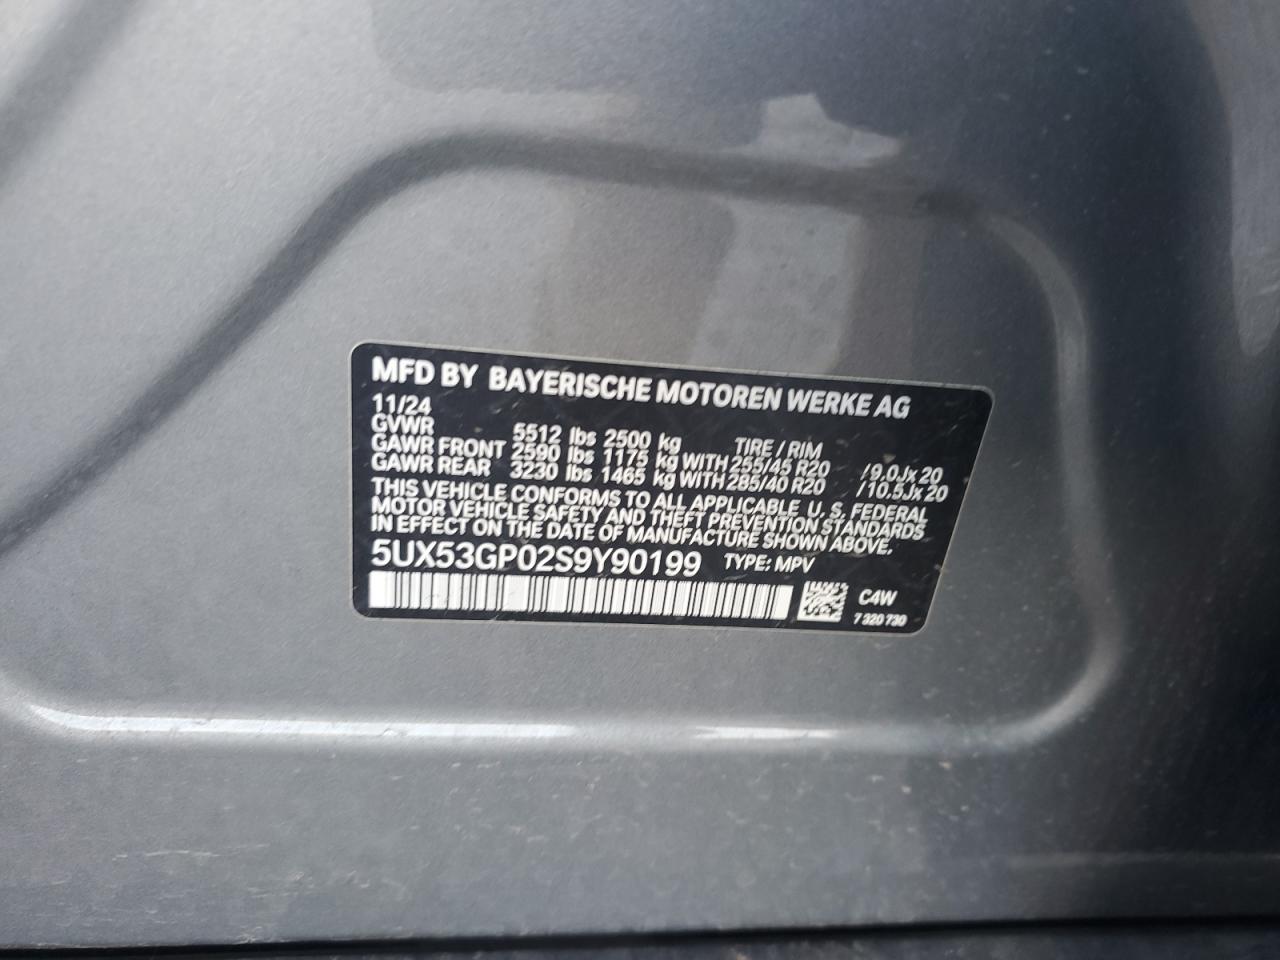 MFD BY BAYERISCHE MOTOREN WERKE AG
11/24
GVWR 5512 lbs 2500 kg TIRE / RIM
GAWR FRONT 2590 lbs 1175 kg WITH 255/45 R20 /9.0Jx20
GAWR REAR 3230 lbs 1465 kg WITH 285/40 R20 /10.5Jx20
THIS VEHICLE CONFORMS TO ALL APPLICABLE U. S. FEDERAL
MOTOR VEHICLE SAFETY AND THEFT PREVENTION STANDARDS
IN EFFECT ON THE DATE OF MANUFACTURE SHOWN ABOVE.
5UX53GP02S9Y90199 TYPE: MPV
C4W
7 320 730